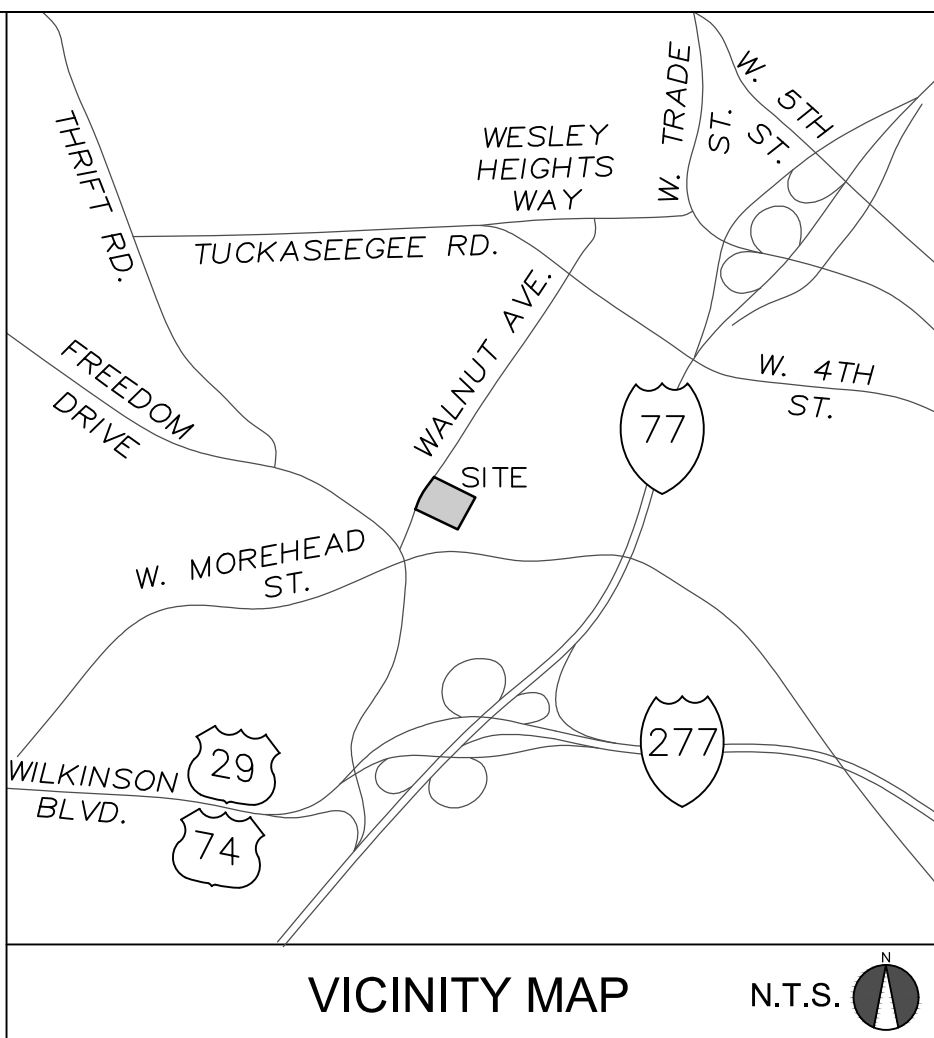 THRIFT RD.
TUCKASEEGEE RD.
WESLEY
HEIGHTS
WAY
W. TRADE
ST.
W. 5TH
ST.
WALNUT AVE.
FREEDOM
DRIVE
W. 4TH
ST.
77
SITE
W. MOREHEAD
ST.
29
277
WILKINSON
BLVD.
74
VICINITY MAP
N.T.S.
N